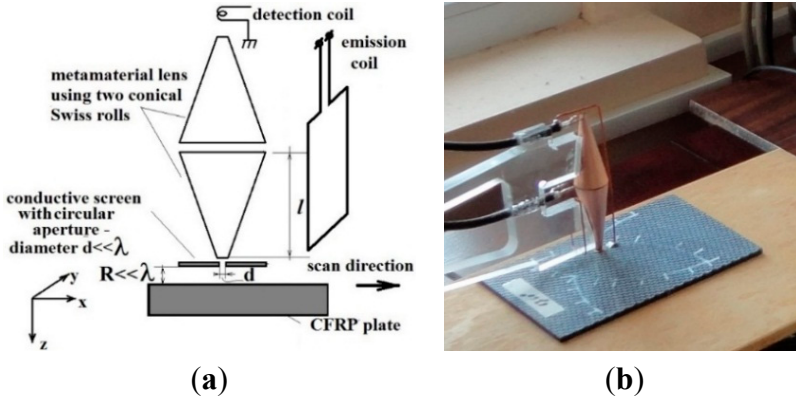 detection coil
emission
coil
metamaterial lens
using two conical
Swiss rolls
l
conductive screen
with circular
aperture -
diameter d<<λ
R<<λ
d
scan direction
y
x
z
CFRP plate
(a)
(b)